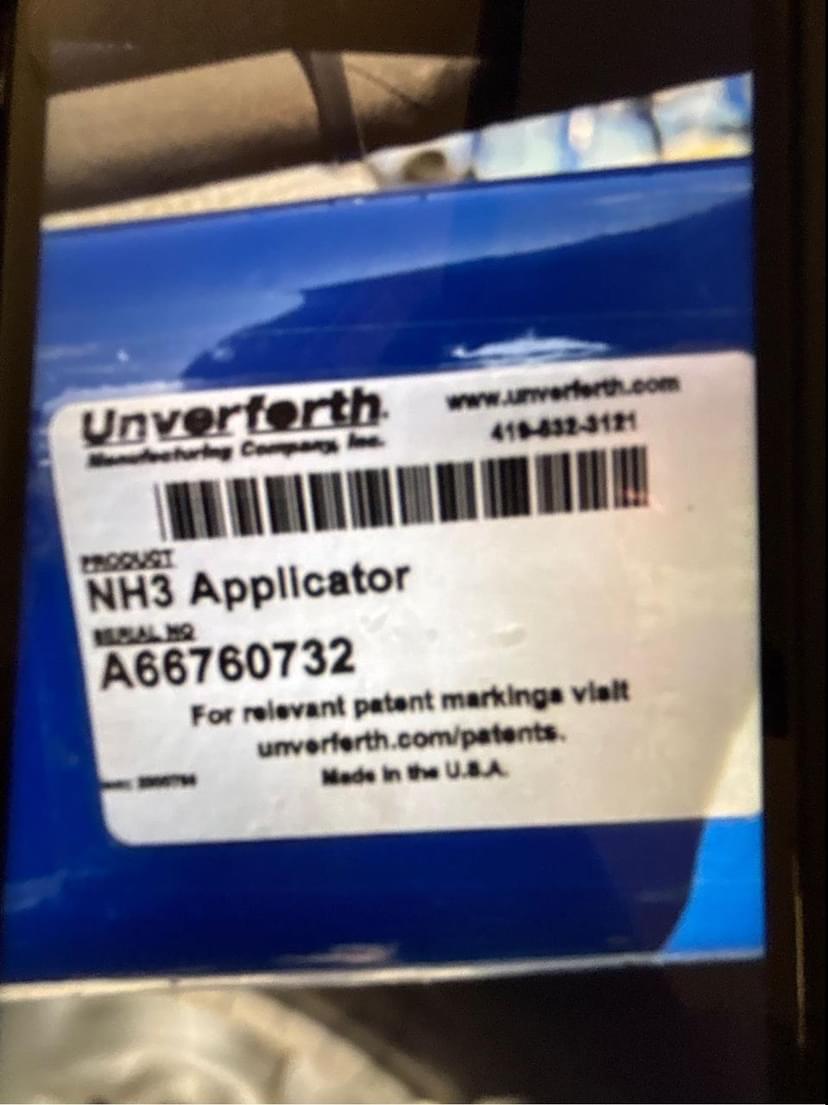 Unverferth
Manufacturing Company, Inc.
www.unverferth.com
419-532-3121
PRODUCT
NH3 Applicator
SERIAL NO
A66760732
For relevant patent markings visit
unverferth.com/patents.
Made in the U.S.A.